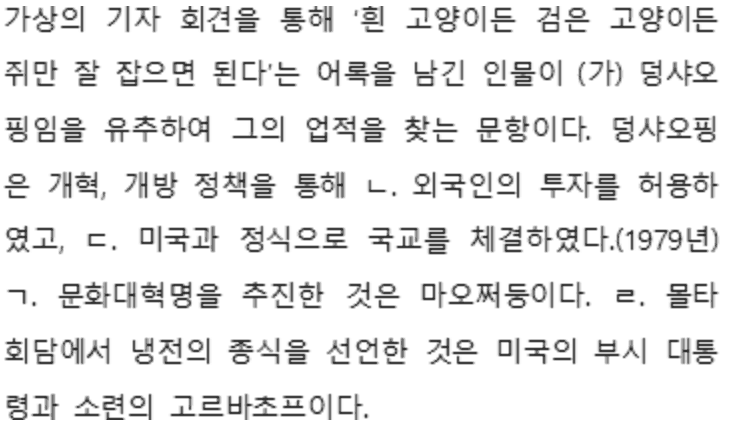 가상의 기자 회견을 통해 '흰 고양이든 검은 고양이든
쥐만 잘 잡으면 된다'는 어록을 남긴 인물이 (가) 덩샤오
핑임을 유추하여 그의 업적을 찾는 문항이다. 덩샤오핑
은 개혁, 개방 정책을 통해 ㄴ. 외국인의 투자를 허용하
였고, ㄷ. 미국과 정식으로 국교를 체결하였다.(1979년)
ㄱ. 문화대혁명을 추진한 것은 마오쩌둥이다. ㄹ. 몰타
회담에서 냉전의 종식을 선언한 것은 미국의 부시 대통
령과 소련의 고르바초프이다.